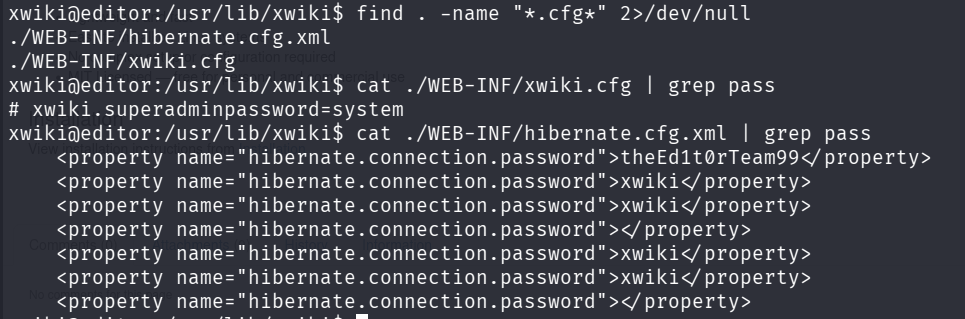 xwiki@editor:/usr/lib/xwiki$ find . -name "*.cfg*" 2>/dev/null
./WEB-INF/hibernate.cfg.xml
./WEB-INF/xwiki.cfg
xwiki@editor:/usr/lib/xwiki$ cat ./WEB-INF/xwiki.cfg | grep pass
# xwiki.superadminpassword=system
xwiki@editor:/usr/lib/xwiki$ cat ./WEB-INF/hibernate.cfg.xml | grep pass
    <property name="hibernate.connection.password">theEd1t0rTeam99</property>
    <property name="hibernate.connection.password">xwiki</property>
    <property name="hibernate.connection.password">xwiki</property>
    <property name="hibernate.connection.password"></property>
    <property name="hibernate.connection.password">xwiki</property>
    <property name="hibernate.connection.password">xwiki</property>
    <property name="hibernate.connection.password"></property>
xwiki@editor:/usr/lib/xwiki$